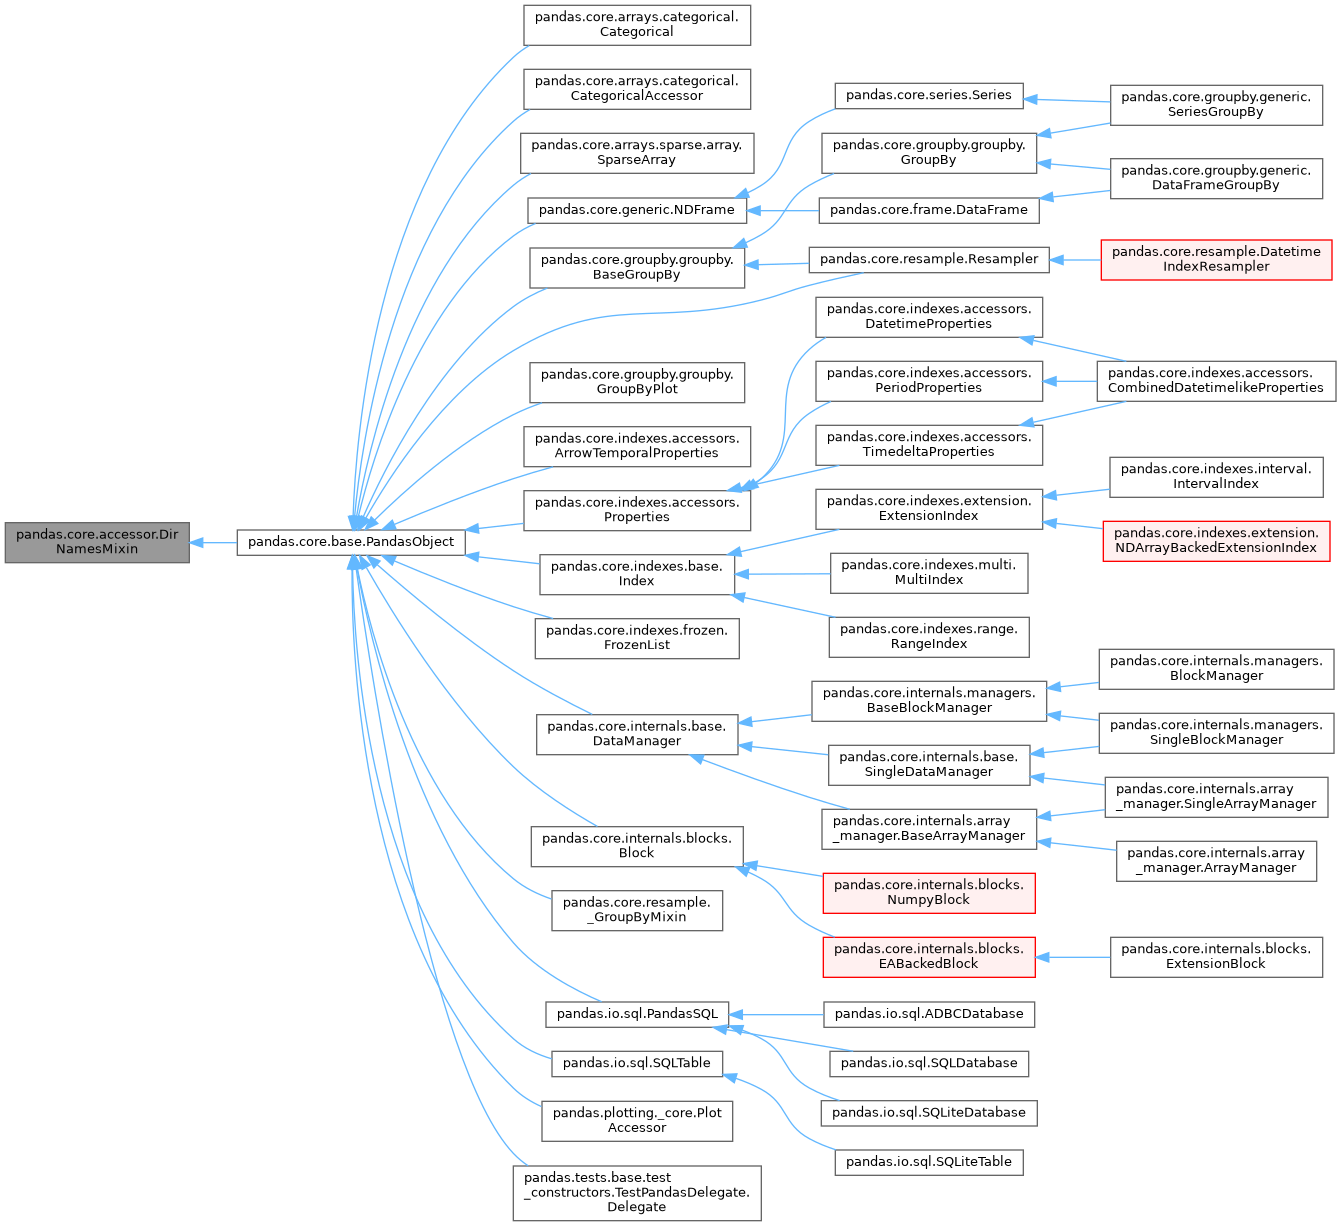 pandas.core.accessor.Dir
NamesMixin
pandas.core.base.PandasObject
pandas.core.arrays.categorical.
Categorical
pandas.core.arrays.categorical.
CategoricalAccessor
pandas.core.arrays.sparse.array.
SparseArray
pandas.core.generic.NDFrame
pandas.core.groupby.groupby.
BaseGroupBy
pandas.core.groupby.groupby.
GroupByPlot
pandas.core.indexes.accessors.
ArrowTemporalProperties
pandas.core.indexes.accessors.
Properties
pandas.core.indexes.base.
Index
pandas.core.indexes.frozen.
FrozenList
pandas.core.internals.base.
DataManager
pandas.core.internals.blocks.
Block
pandas.core.resample.
_GroupByMixin
pandas.io.sql.PandasSQL
pandas.io.sql.SQLTable
pandas.plotting._core.Plot
Accessor
pandas.tests.base.test
_constructors.TestPandasDelegate.
Delegate
pandas.core.series.Series
pandas.core.groupby.groupby.
GroupBy
pandas.core.frame.DataFrame
pandas.core.resample.Resampler
pandas.core.indexes.accessors.
DatetimeProperties
pandas.core.indexes.accessors.
PeriodProperties
pandas.core.indexes.accessors.
TimedeltaProperties
pandas.core.indexes.extension.
ExtensionIndex
pandas.core.indexes.multi.
MultiIndex
pandas.core.indexes.range.
RangeIndex
pandas.core.internals.managers.
BaseBlockManager
pandas.core.internals.base.
SingleDataManager
pandas.core.internals.array
_manager.BaseArrayManager
pandas.core.internals.blocks.
NumpyBlock
pandas.core.internals.blocks.
EABackedBlock
pandas.io.sql.ADBCDatabase
pandas.io.sql.SQLDatabase
pandas.io.sql.SQLiteDatabase
pandas.io.sql.SQLiteTable
pandas.core.groupby.generic.
SeriesGroupBy
pandas.core.groupby.generic.
DataFrameGroupBy
pandas.core.resample.Datetime
IndexResampler
pandas.core.indexes.accessors.
CombinedDatetimelikeProperties
pandas.core.indexes.interval.
IntervalIndex
pandas.core.indexes.extension.
NDArrayBackedExtensionIndex
pandas.core.internals.managers.
BlockManager
pandas.core.internals.managers.
SingleBlockManager
pandas.core.internals.array
_manager.SingleArrayManager
pandas.core.internals.array
_manager.ArrayManager
pandas.core.internals.blocks.
ExtensionBlock